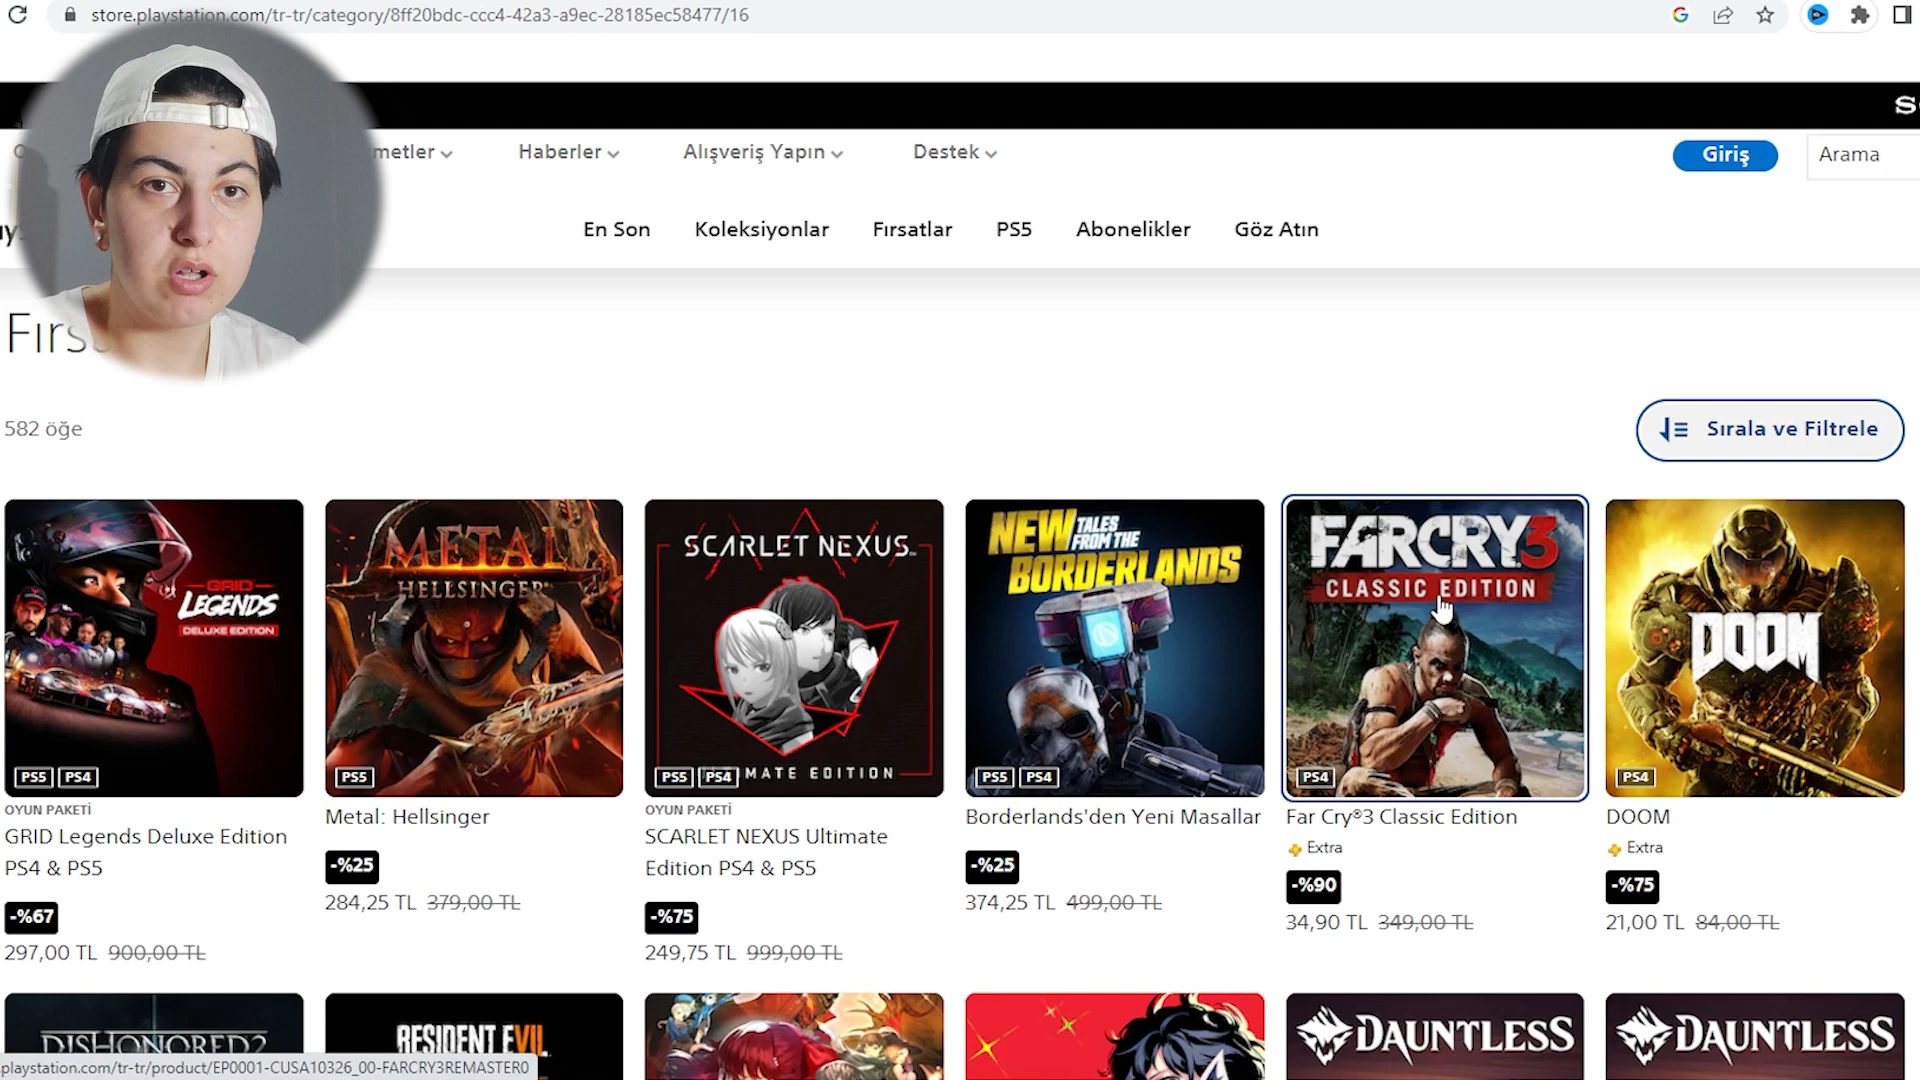 store.playstation.com/tr-tr/category/8ff20bdc-ccc4-42a3-a9ec-28185ec58477/16
metler
Haberler
Alışveriş Yapın
Destek
Giriş
Arama
En Son
Koleksiyonlar
Fırsatlar
PS5
Abonelikler
Göz Atın
Fırs
582 öğe
Sırala ve Filtrele
GRID
LEGENDS
DELUXE EDITION
PS5 PS4
METAL
HELLSINGER
PS5
SCARLET NEXUS
PS5 PS4
IMATE EDITION
NEW TALES
FROM THE
BORDERLANDS
PS5 PS4
FARCRY3
CLASSIC EDITION
PS4
DOOM
PS4
OYUN PAKETİ
GRID Legends Deluxe Edition
PS4 & PS5
-%67
297,00 TL 900,00 TL
Metal: Hellsinger
-%25
284,25 TL 379,00 TL
OYUN PAKETİ
SCARLET NEXUS Ultimate
Edition PS4 & PS5
-%75
249,75 TL 999,00 TL
Borderlands'den Yeni Masallar
-%25
374,25 TL 499,00 TL
Far Cry®3 Classic Edition
Extra
-%90
34,90 TL 349,00 TL
DOOM
Extra
-%75
21,00 TL 84,00 TL
DISHONORED2
RESIDENT EVIL
DAUNTLESS
DAUNTLESS
playstation.com/tr-tr/product/EP0001-CUSA10326_00-FARCRY3REMASTER0